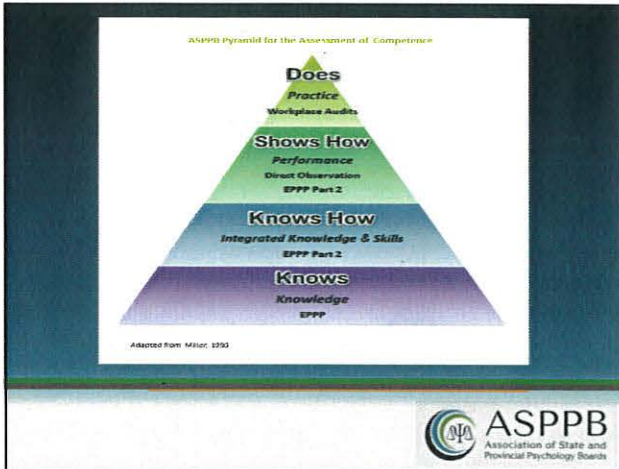 ASPPB Pyramid for the Assessment of Competence
Does
Practice
Workplace Audits
Shows How
Performance
Direct Observation
EPPP Part 2
Knows How
Integrated Knowledge & Skills
EPPP Part 2
Knows
Knowledge
EPPP
Adapted from Miller, 1990
ASPPB
Association of State and
Provincial Psychology Boards